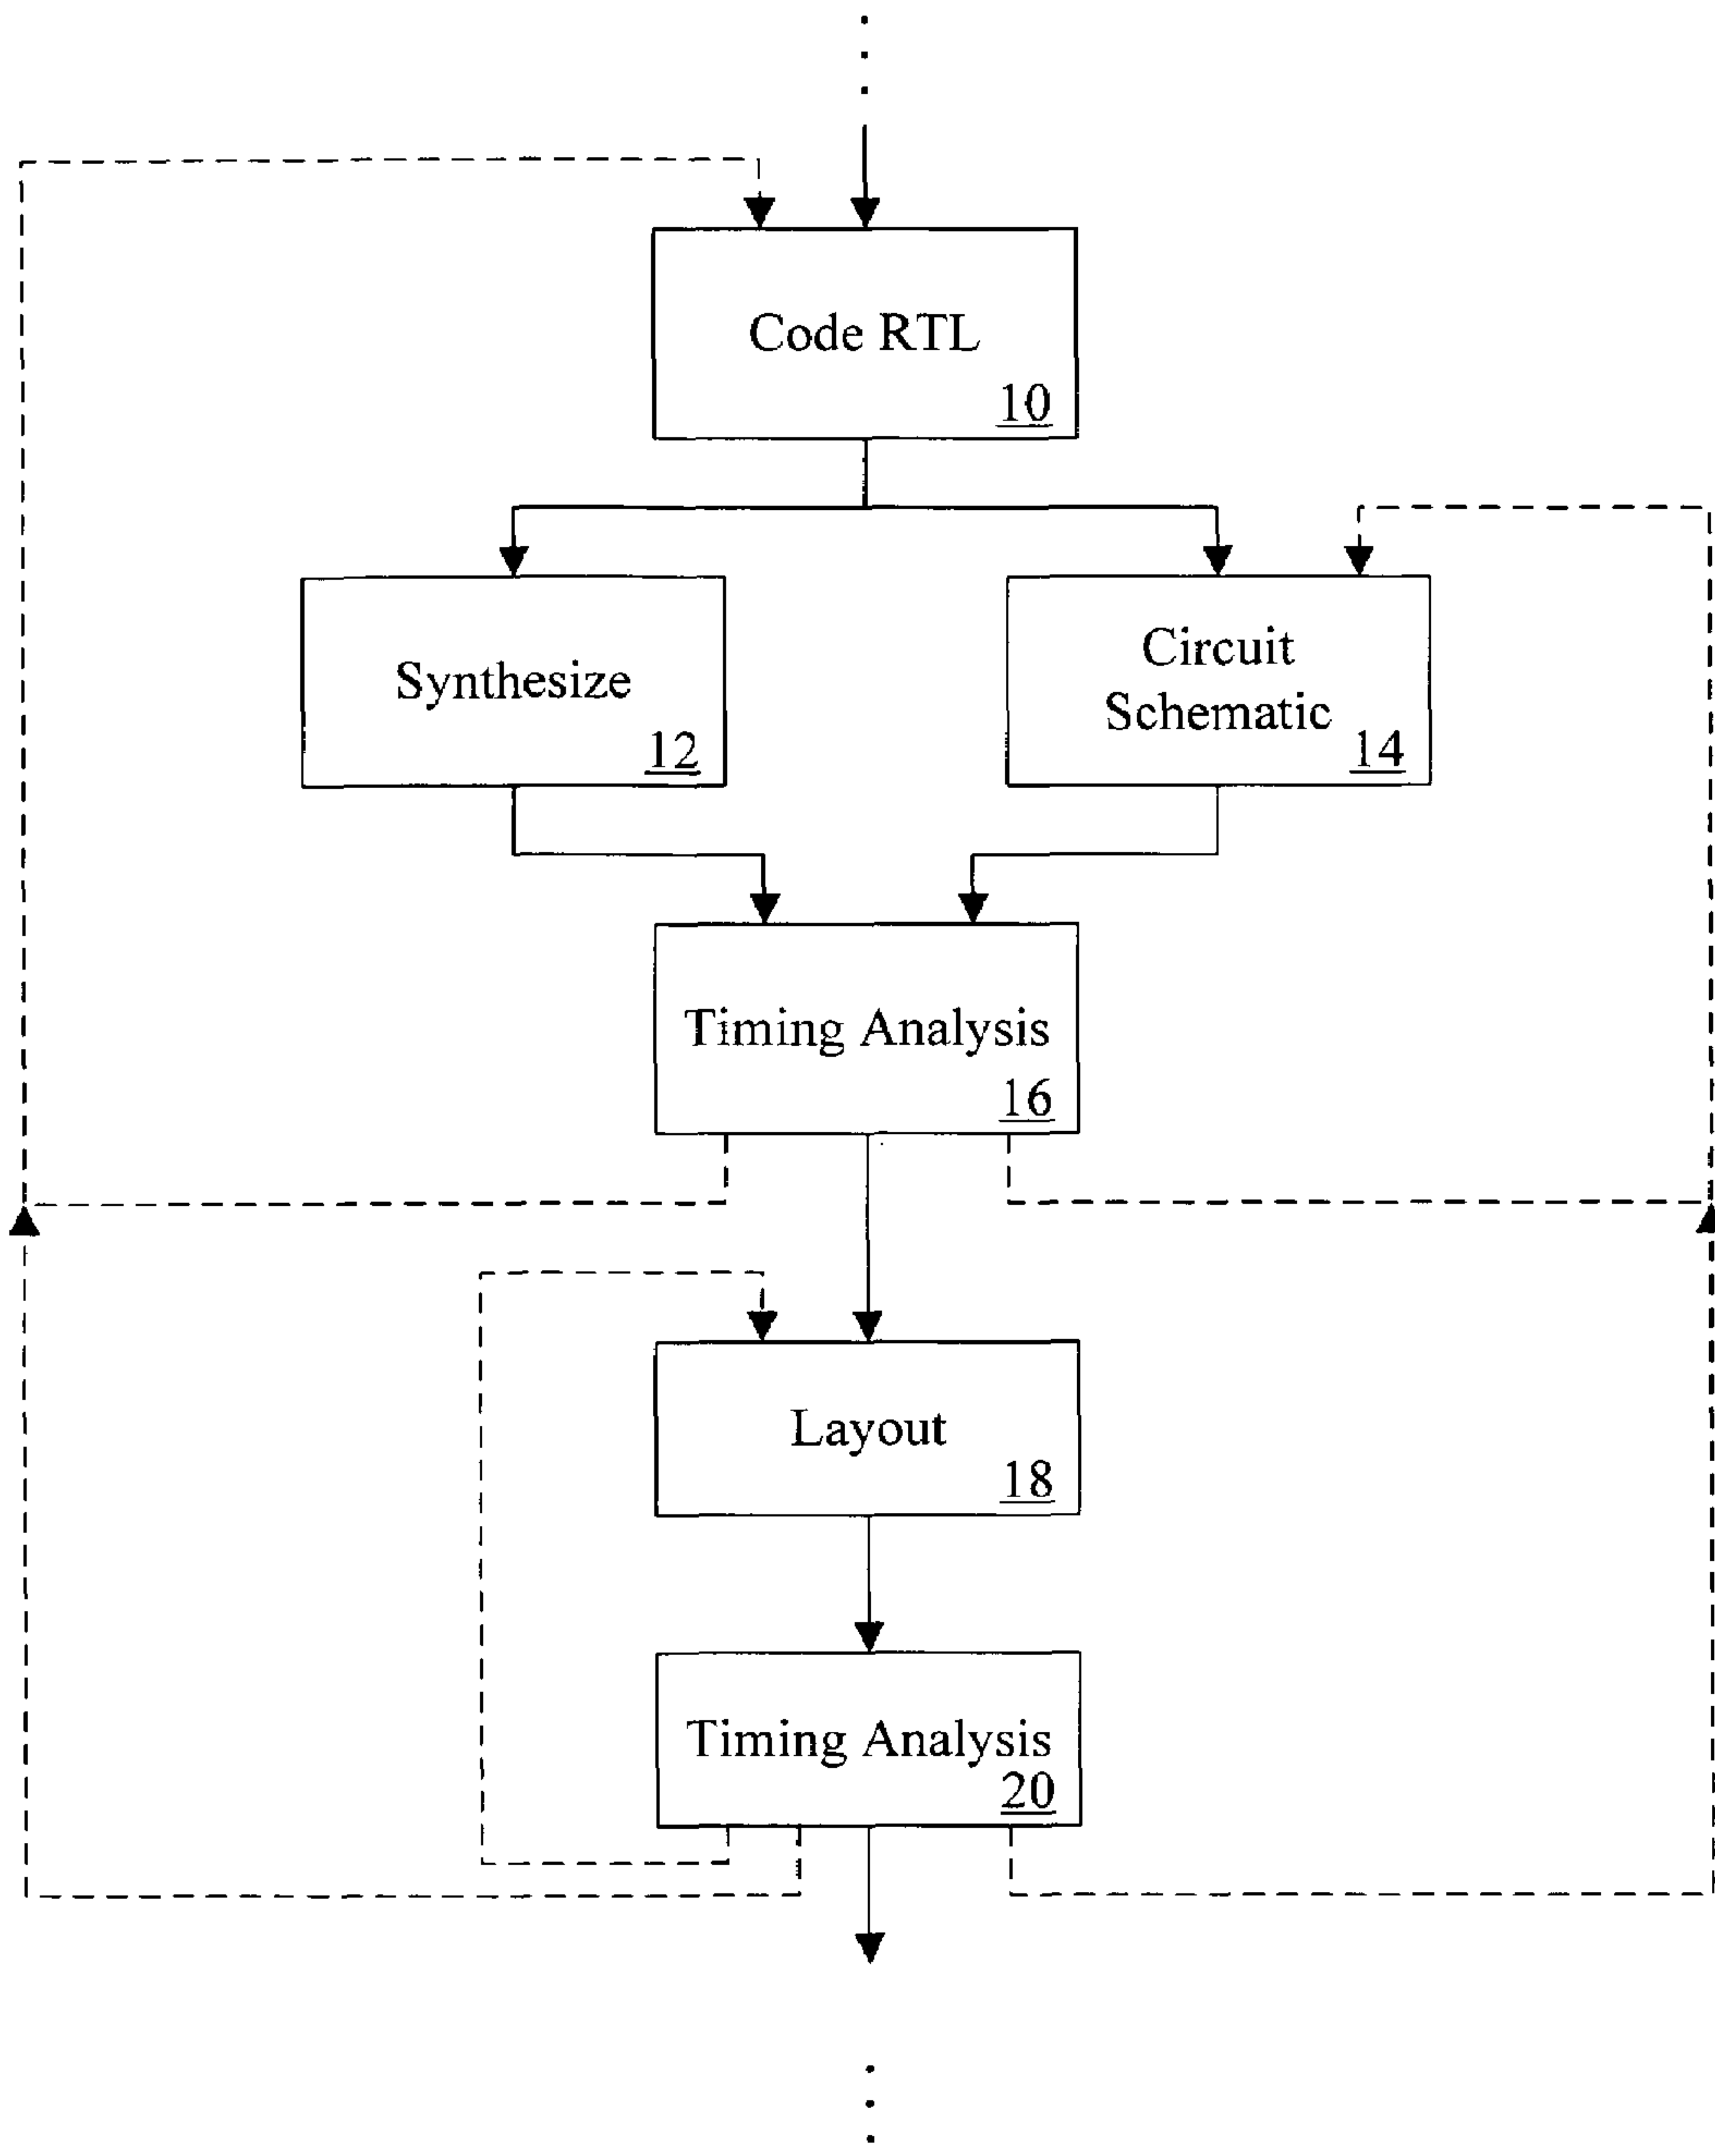 Code RTL
10
Synthesize
12
Circuit
Schematic
14
Timing Analysis
16
Layout
18
Timing Analysis
20